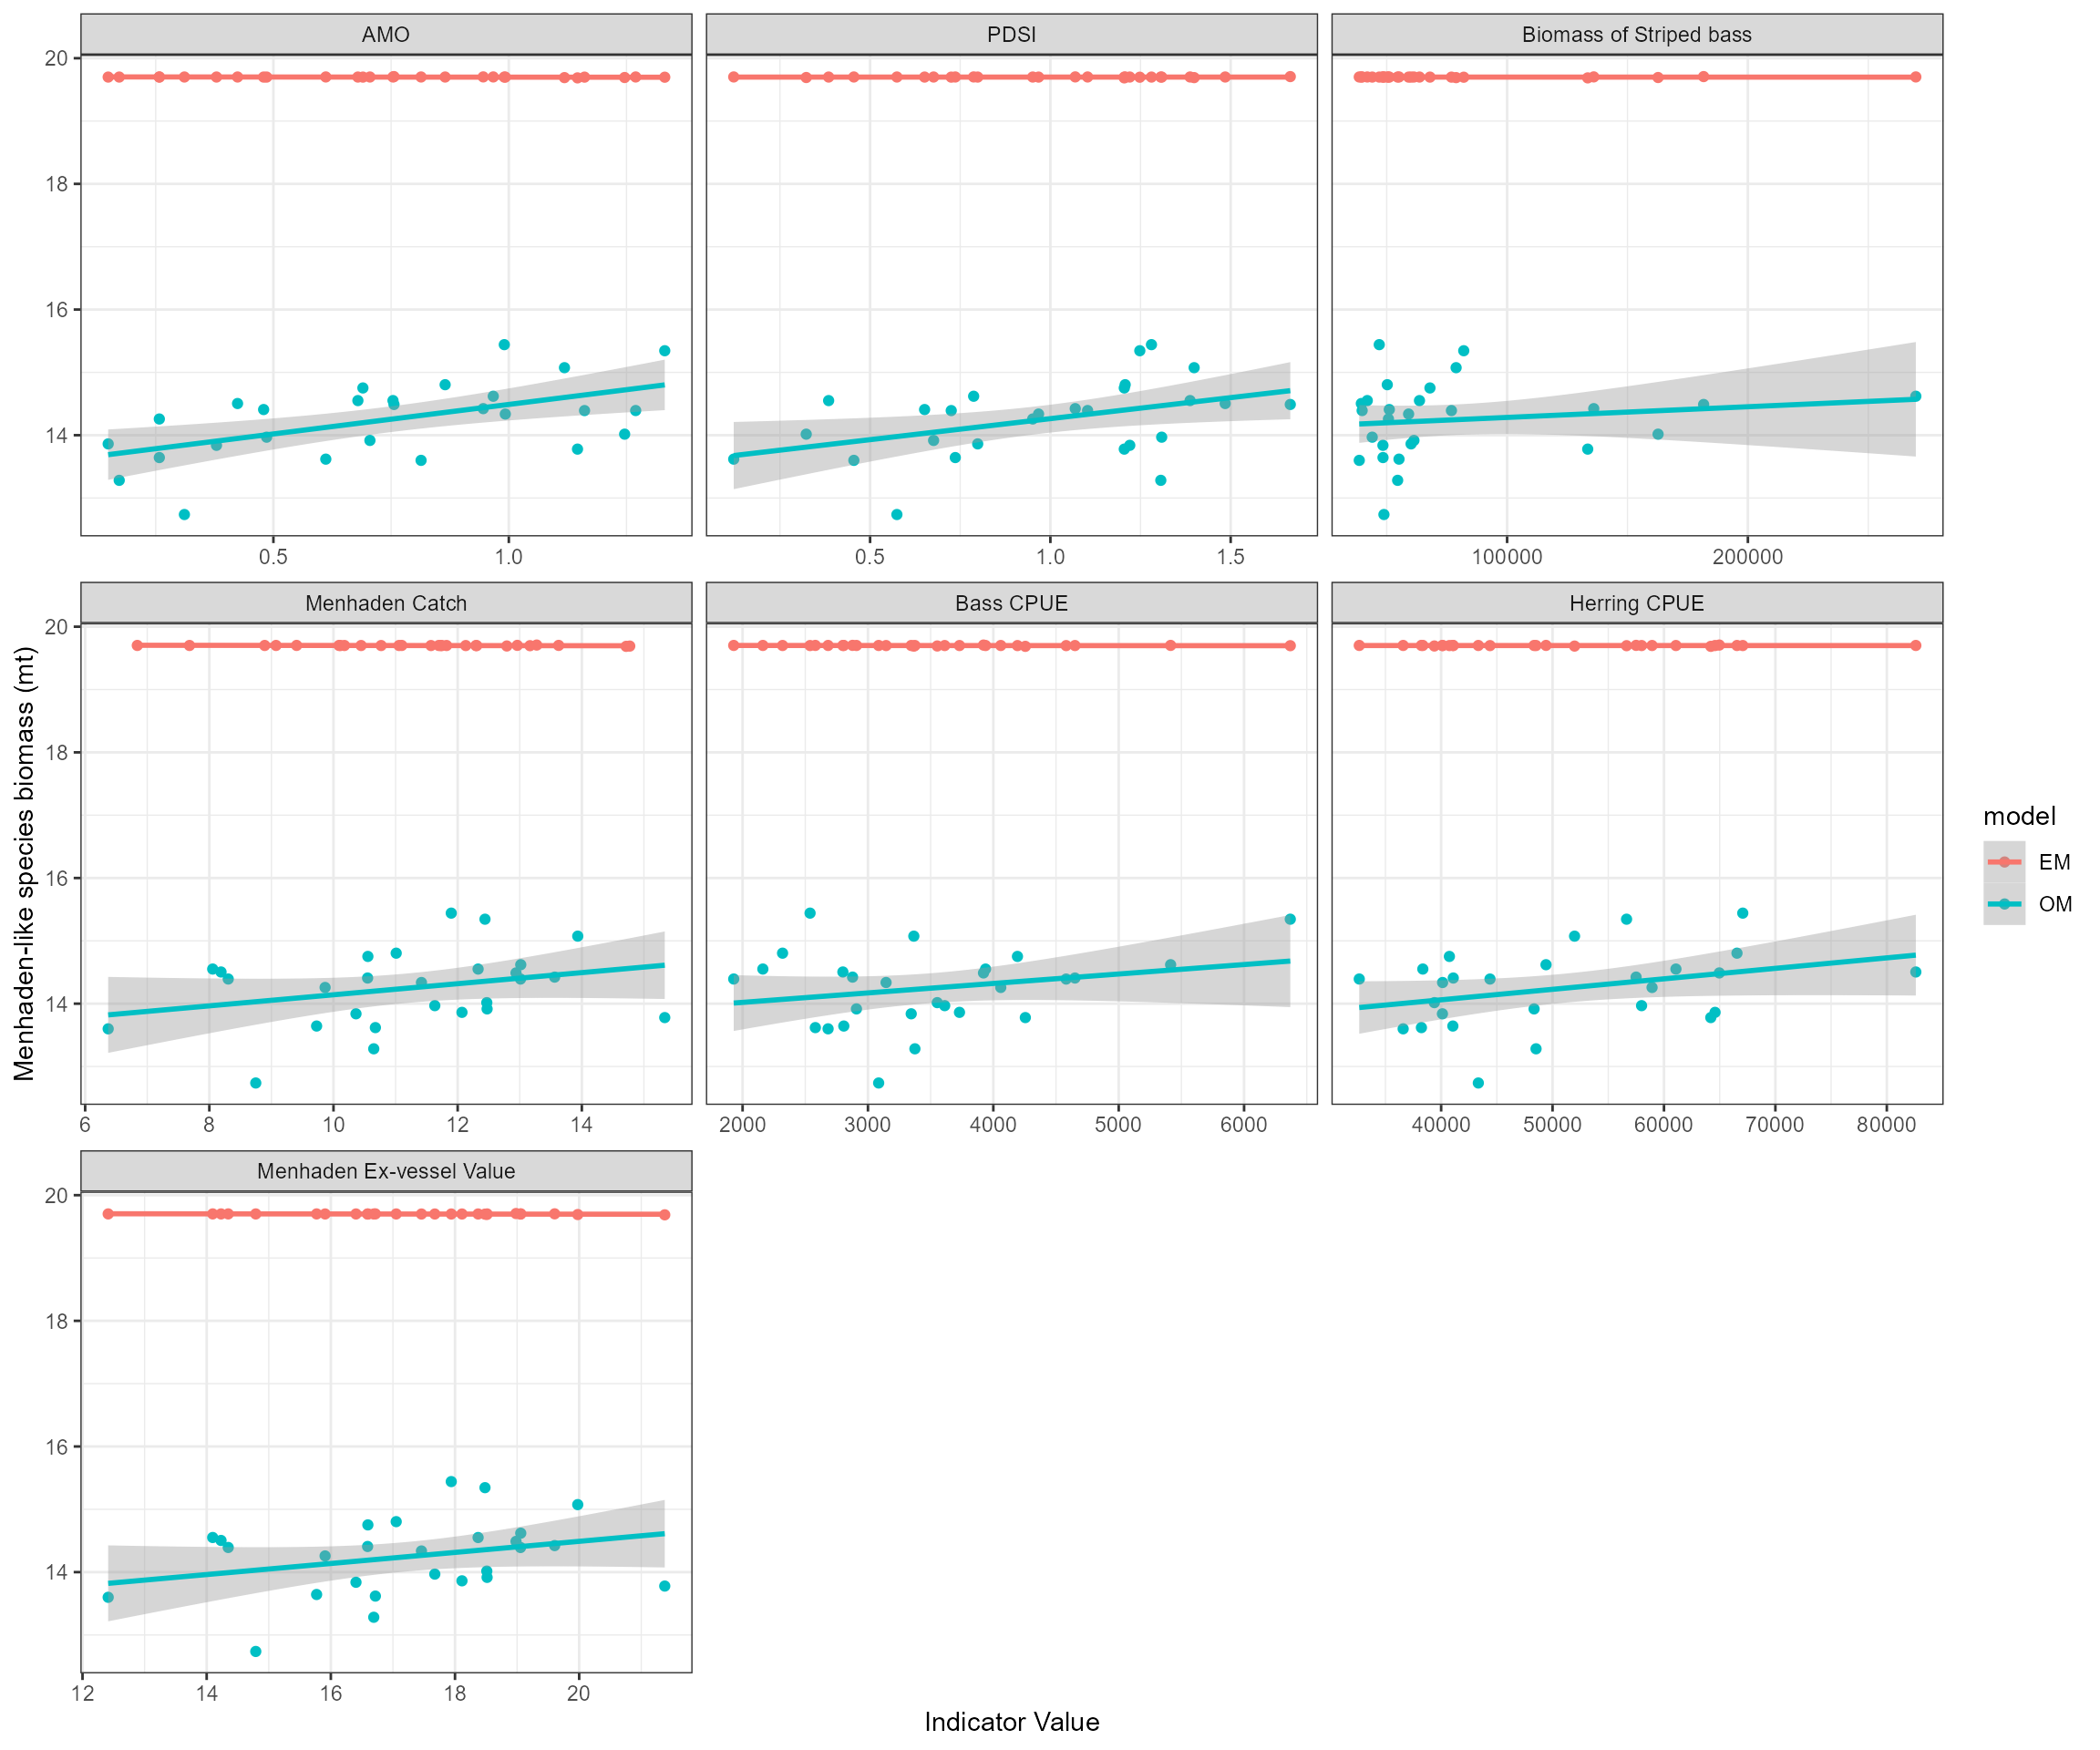 AMO
PDSI
Biomass of Striped bass
20
18
16
14
0.5 1.0
0.5 1.0 1.5
100000 200000
Menhaden Catch
Bass CPUE
Herring CPUE
20
18
16
14
6 8 10 12 14
2000 3000 4000 5000 6000
40000 50000 60000 70000 80000
Menhaden-like species biomass (mt)
model
EM
OM
Menhaden Ex-vessel Value
20
18
16
14
12 14 16 18 20
Indicator Value